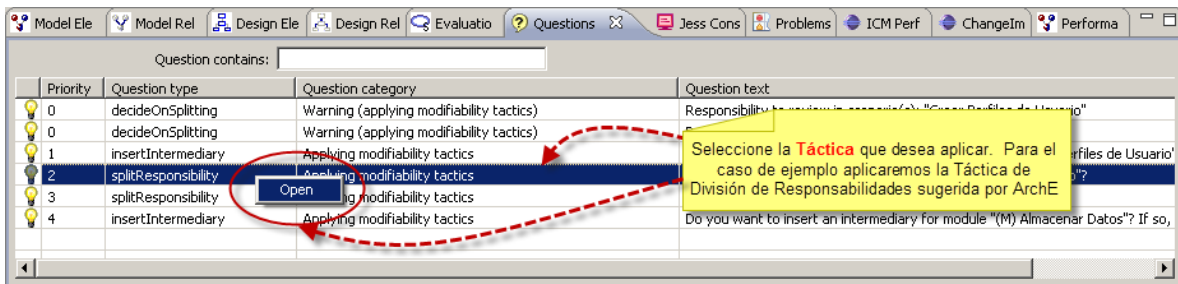 Model Ele Model Rel Design Ele Design Rel Evaluatio Questions Jess Cons Problems ICM Perf ChangeIm Performa
Question contains:
Priority Question type Question category Question text
0 decideOnSplitting Warning (applying modifiability tactics) Responsibility to review in scenario(s): "Crear Perfiles de Usuario"
0 decideOnSplitting Warning (applying modifiability tactics)
1 insertIntermediary Applying modifiability tactics rfiles de Usuario"
2 splitResponsibility Applying modifiability tactics o"?
Open
3 splitResponsibility modifiability tactics
4 insertIntermediary Applying modifiability tactics Do you want to insert an intermediary for module "(M) Almacenar Datos"? If so,
Seleccione la Táctica que desea aplicar. Para el
caso de ejemplo aplicaremos la Táctica de
División de Responsabilidades sugerida por ArchE